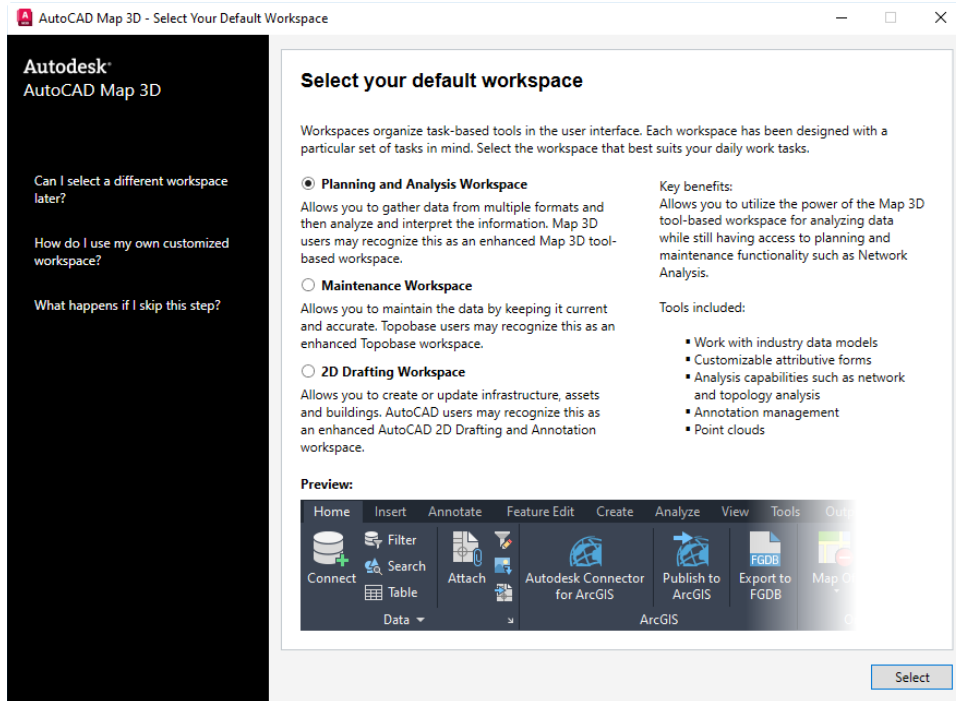 AutoCAD Map 3D - Select Your Default Workspace
Autodesk®
AutoCAD Map 3D
Can I select a different workspace
later?
How do I use my own customized
workspace?
What happens if I skip this step?
Select your default workspace
Workspaces organize task-based tools in the user interface. Each workspace has been designed with a
particular set of tasks in mind. Select the workspace that best suits your daily work tasks.
Planning and Analysis Workspace
Allows you to gather data from multiple formats and
then analyze and interpret the information. Map 3D
users may recognize this as an enhanced Map 3D tool-
based workspace.
Maintenance Workspace
Allows you to maintain the data by keeping it current
and accurate. Topobase users may recognize this as an
enhanced Topobase workspace.
2D Drafting Workspace
Allows you to create or update infrastructure, assets
and buildings. AutoCAD users may recognize this as
an enhanced AutoCAD 2D Drafting and Annotation
workspace.
Key benefits:
Allows you to utilize the power of the Map 3D
tool-based workspace for analyzing data
while still having access to planning and
maintenance functionality such as Network
Analysis.
Tools included:
▪ Work with industry data models
▪ Customizable attributive forms
▪ Analysis capabilities such as network
and topology analysis
▪ Annotation management
▪ Point clouds
Preview:
Home Insert Annotate Feature Edit Create Analyze View Tools
Connect
Filter
Search
Table
Attach
Autodesk Connector
for ArcGIS
Publish to
ArcGIS
FGDB
Export to
FGDB
Map
Data
ArcGIS
Select